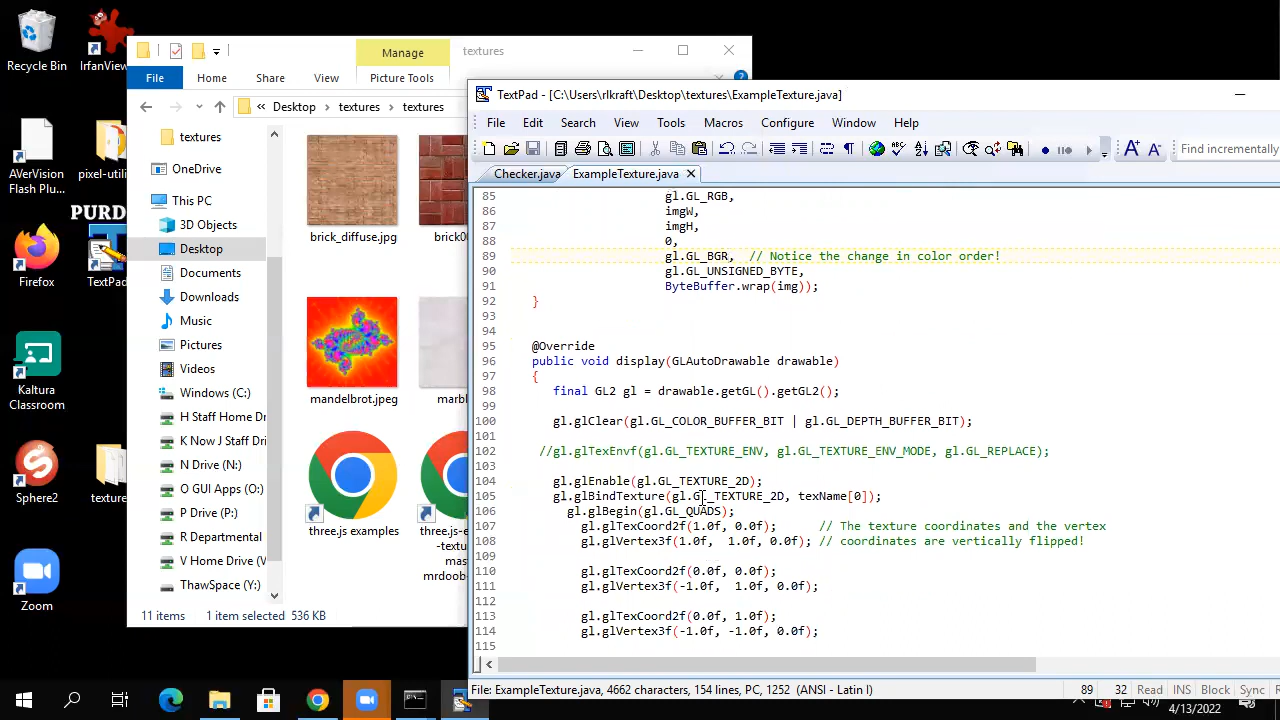 Recycle Bin
IrfanView
AVerVision
Flash Plu...
pixel-utili
PURD
Firefox
TextPad
Kaltura
Classroom
Sphere2
textures
Zoom
Manage
textures
File
Home
Share
View
Picture Tools
«
Desktop
textures
textures
textures
OneDrive
This PC
3D Objects
Desktop
Documents
Downloads
Music
Pictures
Videos
Windows (C:)
H Staff Home Dr
K Now J Staff Dri
N Drive (N:)
O GUI Apps (O:)
P Drive (P:)
R Departmental
V Home Drive (V
ThawSpace (Y:)
brick_diffuse.jpg
brick0
mandelbrot.jpeg
marb
three.js examples
three.js-e
-textu
mas
mrdoob-
11 items
1 item selected 536 KB
TextPad - [C:\Users\rlkraft\Desktop\textures\ExampleTexture.java]
File Edit Search View Tools Macros Configure Window Help
Find incrementally
Checker.java
ExampleTexture.java
85 gl.GL_RGB,
86 imgW,
87 imgH,
88 0,
89 gl.GL_BGR, // Notice the change in color order!
90 gl.GL_UNSIGNED_BYTE,
91 ByteBuffer.wrap(img));
92 }
93
94
95 @Override
96 public void display(GLAutoDrawable drawable)
97 {
98 final GL2 gl = drawable.getGL().getGL2();
99
100 gl.glClear(gl.GL_COLOR_BUFFER_BIT | gl.GL_DEPTH_BUFFER_BIT);
101
102 //gl.glTexEnvf(gl.GL_TEXTURE_ENV, gl.GL_TEXTURE_ENV_MODE, gl.GL_REPLACE);
103
104 gl.glEnable(gl.GL_TEXTURE_2D);
105 gl.glBindTexture(gl.GL_TEXTURE_2D, texName[0]);
106 gl.glBegin(gl.GL_QUADS);
107 gl.glTexCoord2f(1.0f, 0.0f); // The texture coordinates and the vertex
108 gl.glVertex3f(1.0f, 1.0f, 0.0f); // coordinates are vertically flipped!
109
110 gl.glTexCoord2f(0.0f, 0.0f);
111 gl.glVertex3f(-1.0f, 1.0f, 0.0f);
112
113 gl.glTexCoord2f(0.0f, 1.0f);
114 gl.glVertex3f(-1.0f, -1.0f, 0.0f);
115
File: ExampleTexture.java, 4662 characters, 154 lines, PC, 1252 (ANSI - Latin I)
89
Read
INS
Block
Sync
4/13/2022